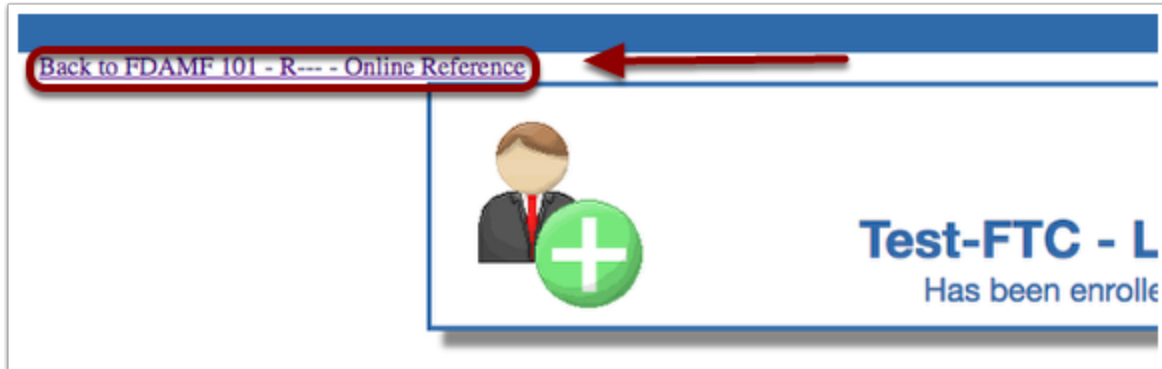 Back to FDAMF 101 - R--- - Online Reference
Test-FTC - L
Has been enrolle